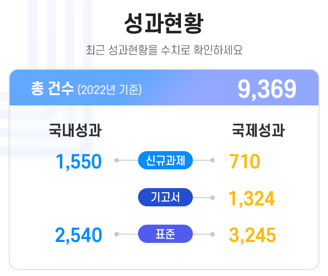 성과현황
최근 성과현황을 수치로 확인하세요
총 건수 (2022년 기준) 9,369
국내성과 국제성과
1,550 신규과제 710
기고서 1,324
2,540 표준 3,245